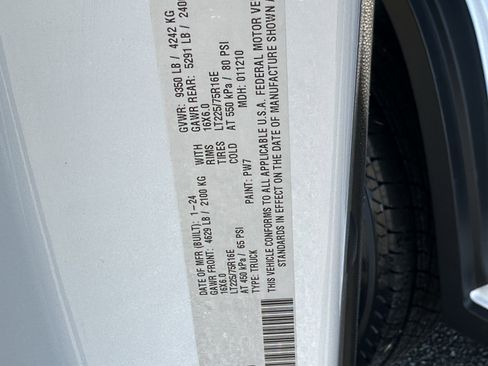 DATE OF MFR (BUILT): 1-24 GVWR: 9350 LB / 4242 KG
GAWR FRONT: 4629 LB / 2100 KG WITH GAWR REAR: 5291 LB / 2400
16X6.0 RIMS 16X6.0
LT225/75R16E TIRES LT225/75R16E
AT 450 kPa / 65 PSI COLD AT 550 kPa / 80 PSI
TYPE: TRUCK PAINT: PW7 MDH: 011210
THIS VEHICLE CONFORMS TO ALL APPLICABLE U.S.A. FEDERAL MOTOR VE
STANDARDS IN EFFECT ON THE DATE OF MANUFACTURE SHOWN A